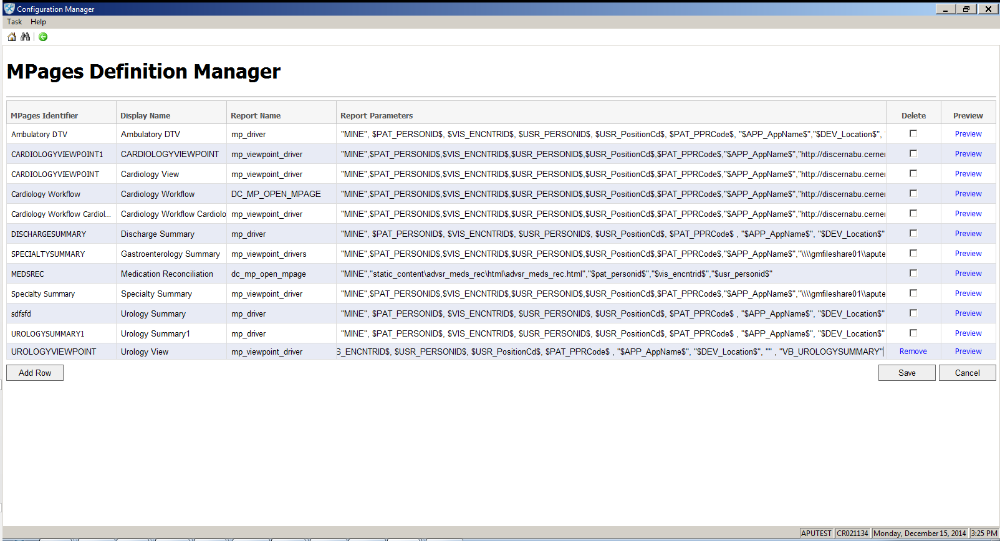 Configuration Manager
Task Help
MPages Definition Manager
MPages Identifier Display Name Report Name Report Parameters Delete Preview
Ambulatory DTV Ambulatory DTV mp_driver "MINE", $PAT_PERSONID$, $VIS_ENCNTRID$, $USR_PERSONID$, $USR_PositionCd$, $PAT_PPRCode$, "$APP_AppName$","$DEV_Location$", Preview
CARDIOLOGYVIEWPOINT1 CARDIOLOGYVIEWPOINT mp_viewpoint_driver "MINE",$PAT_PERSONID$,$VIS_ENCNTRID$,$USR_PERSONID$,$USR_PositionCd$,$PAT_PPRCode$,"$APP_AppName$","http://discernabu.cerner Preview
CARDIOLOGYVIEWPOINT Cardiology View mp_viewpoint_driver "MINE",$PAT_PERSONID$,$VIS_ENCNTRID$,$USR_PERSONID$,$USR_PositionCd$,$PAT_PPRCode$,"$APP_AppName$","http://discernabu.cerner Preview
Cardiology Workflow Cardiology Workflow DC_MP_OPEN_MPAGE "MINE",$PAT_PERSONID$,$VIS_ENCNTRID$,$USR_PERSONID$,$USR_PositionCd$,$PAT_PPRCode$,"$APP_AppName$","http://discernabu.cerner Preview
Cardiology Workflow Cardiol... Cardiology Workflow Cardiolo mp_viewpoint_driver "MINE",$PAT_PERSONID$,$VIS_ENCNTRID$,$USR_PERSONID$,$USR_PositionCd$,$PAT_PPRCode$,"$APP_AppName$","http://discernabu.cerner Preview
DISCHARGESUMMARY Discharge Summary mp_driver "MINE", $PAT_PERSONID$, $VIS_ENCNTRID$, $USR_PERSONID$, $USR_PositionCd$, $PAT_PPRCode$ , "$APP_AppName$", "$DEV_Location$" Preview
SPECIALTYSUMMARY Gastroenterology Summary mp_viewpoint_drivers "MINE",$PAT_PERSONID$,$VIS_ENCNTRID$,$USR_PERSONID$,$USR_PositionCd$,$PAT_PPRCode$,"$APP_AppName$","\\\\gmfileshare01\\apute Preview
MEDSREC Medication Reconciliation dc_mp_open_mpage "MINE","static_content\advsr_meds_rec\html\advsr_meds_rec.html","$pat_personid$","$vis_encntrid$","$usr_personid$" Preview
Specialty Summary Specialty Summary mp_viewpoint_driver "MINE",$PAT_PERSONID$,$VIS_ENCNTRID$,$USR_PERSONID$,$USR_PositionCd$,$PAT_PPRCode$,"$APP_AppName$","\\\\gmfileshare01\\apute Preview
sdfsfd Urology Summary mp_driver "MINE", $PAT_PERSONID$, $VIS_ENCNTRID$, $USR_PERSONID$, $USR_PositionCd$, $PAT_PPRCode$ , "$APP_AppName$", "$DEV_Location$" Preview
UROLOGYSUMMARY1 Urology Summary1 mp_driver "MINE", $PAT_PERSONID$, $VIS_ENCNTRID$, $USR_PERSONID$, $USR_PositionCd$, $PAT_PPRCode$ , "$APP_AppName$", "$DEV_Location$" Preview
UROLOGYVIEWPOINT Urology View mp_viewpoint_driver S_ENCNTRID$, $USR_PERSONID$, $USR_PositionCd$, $PAT_PPRCode$ , "$APP_AppName$", "$DEV_Location$", "" , "VB_UROLOGYSUMMARY" Remove Preview
Add Row Save Cancel
APUTEST CR021134 Monday, December 15, 2014 3:25 PM